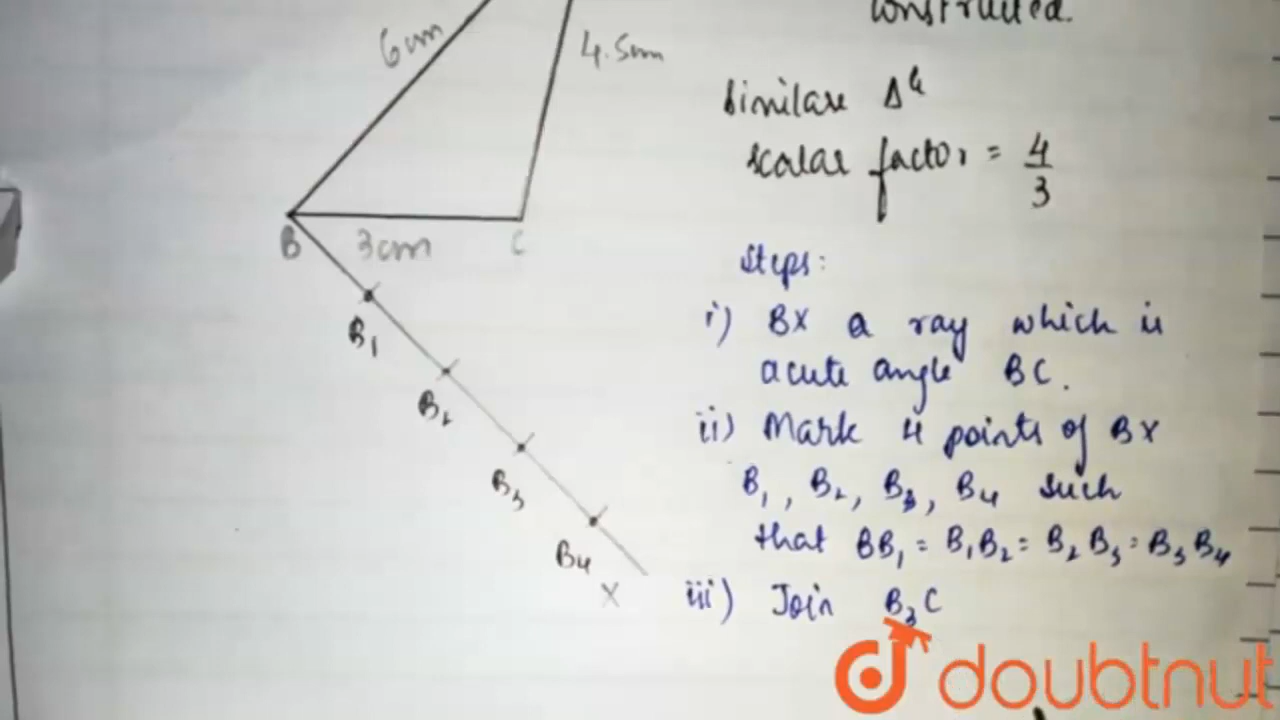 constructed.
6cm
4.5cm
Similar Δ
scalar factor = 4/3
B 3cm C
Steps:
i) BX a ray which is
acute angle BC.
ii) Mark 4 points of BX
B₁, B₂, B₃, B₄ such
that BB₁ = B₁B₂ = B₂B₃ = B₃B₄
iii) Join B₃C
B₁
B₂
B₃
B₄
X
doubtnut